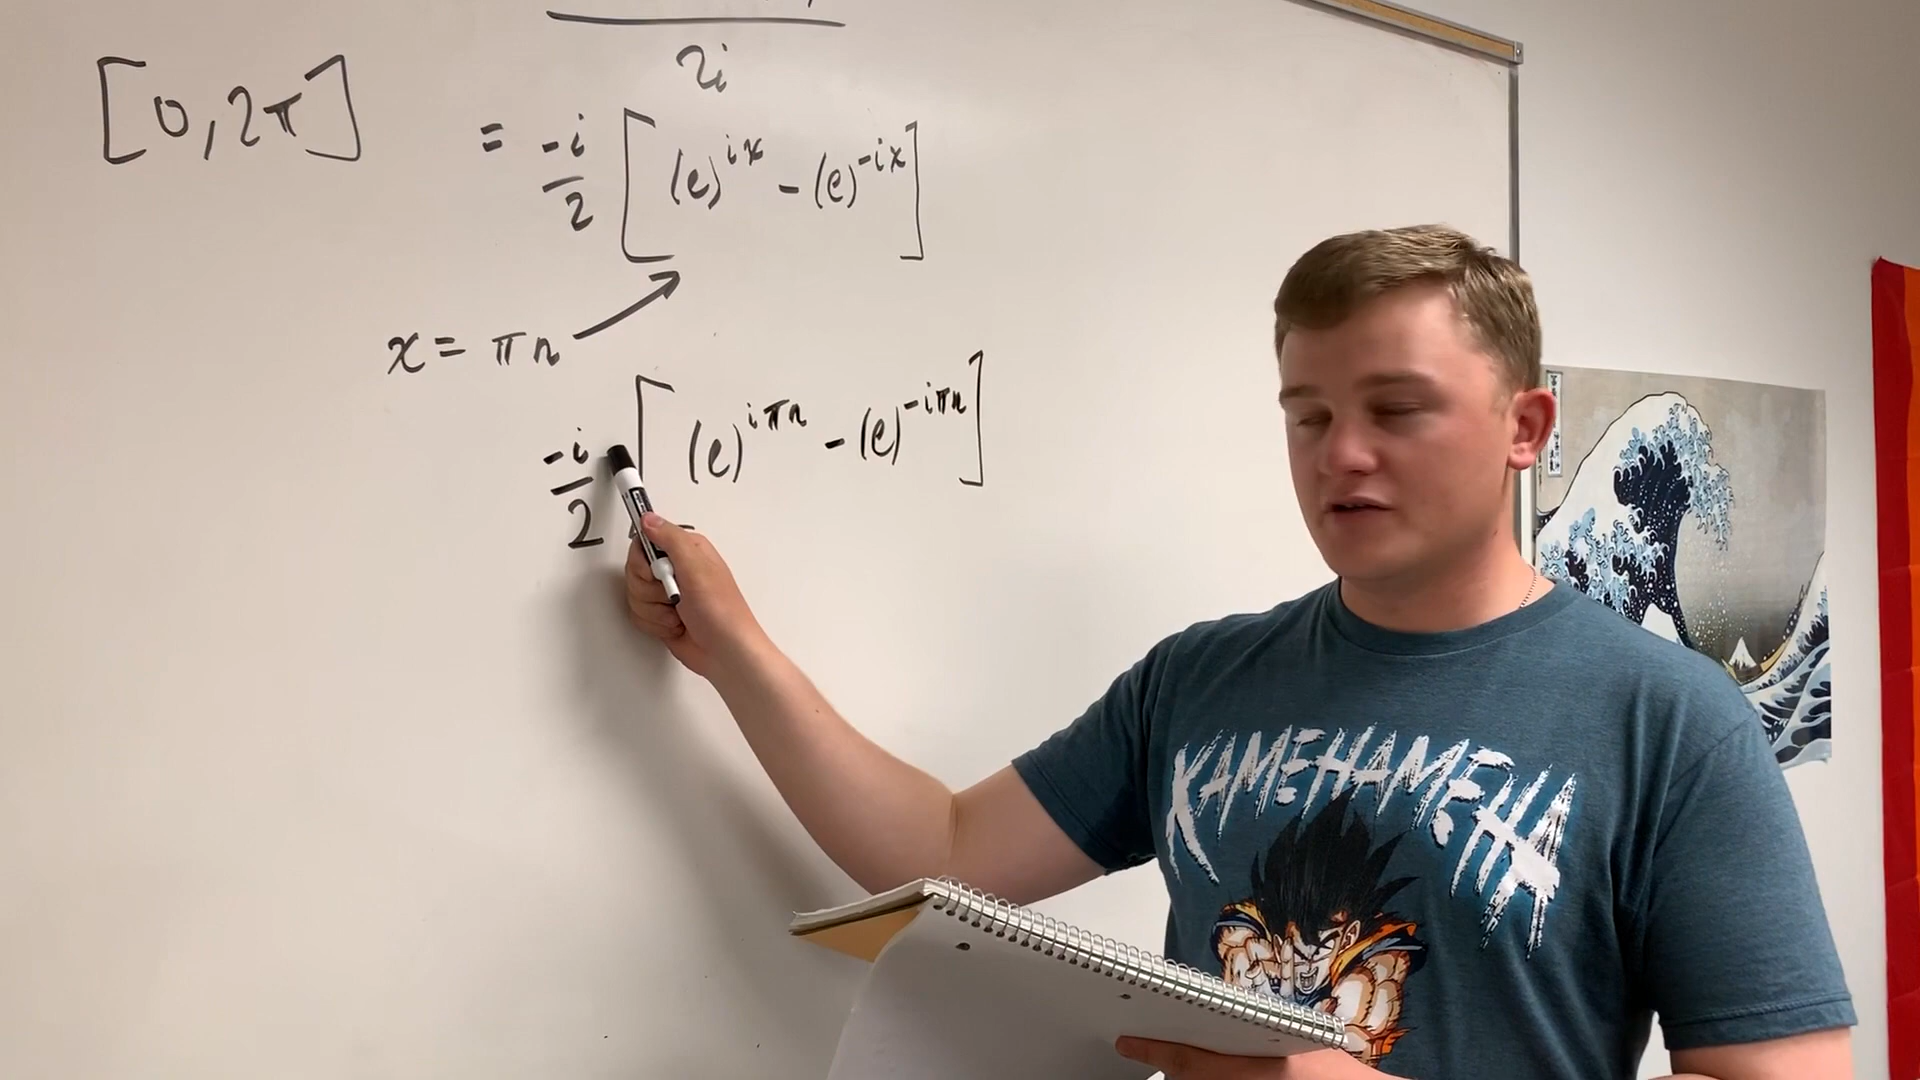 2i
[0, 2π]
= -i/2 [(e)^ix - (e)^-ix]
x = πn
-i/2 [(e)^iπn - (e)^-iπn]
KAMEHAMEHA